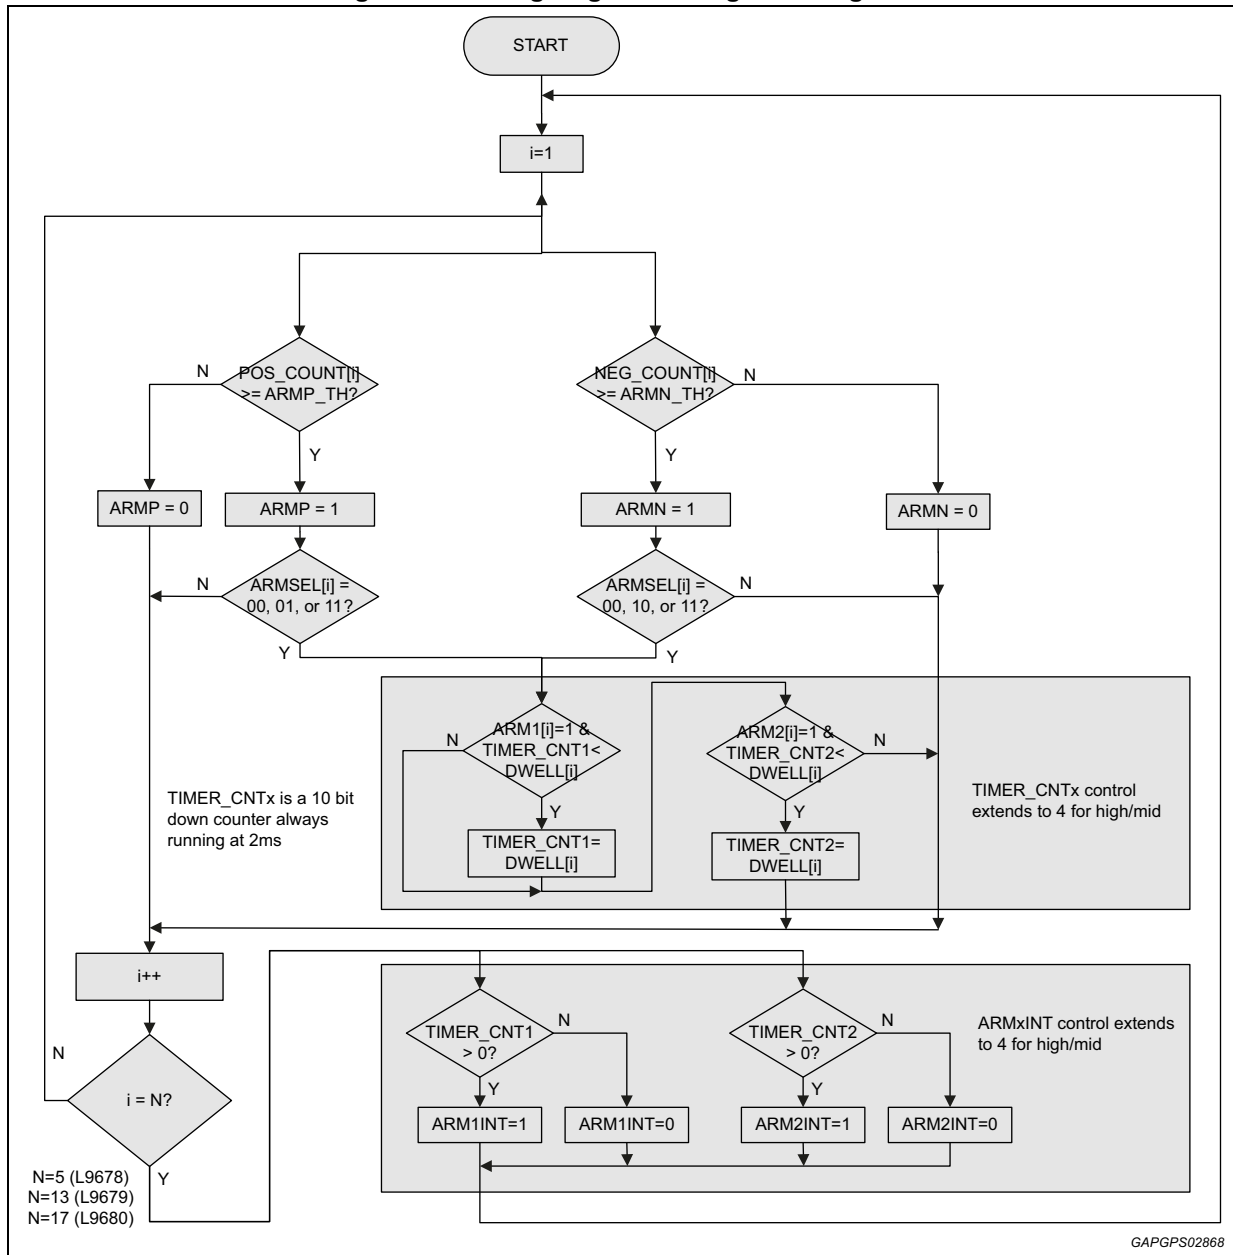 START
i=1
N
POS_COUNT[i]
>= ARMP_TH?
Y
NEG_COUNT[i]
>= ARMN_TH?
N
Y
ARMP = 0
ARMP = 1
ARMN = 1
ARMN = 0
N
ARMSEL[i] =
00, 01, or 11?
Y
ARMSEL[i] =
00, 10, or 11?
N
Y
N
ARM1[i]=1 &
TIMER_CNT1<
DWELL[i]
Y
TIMER_CNT1=
DWELL[i]
ARM2[i]=1 &
TIMER_CNT2<
DWELL[i]
N
Y
TIMER_CNT2=
DWELL[i]
TIMER_CNTx control
extends to 4 for high/mid
TIMER_CNTx is a 10 bit
down counter always
running at 2ms
i++
N
i = N?
Y
N=5 (L9678)
N=13 (L9679)
N=17 (L9680)
TIMER_CNT1
> 0?
N
Y
ARM1INT=1
ARM1INT=0
TIMER_CNT2
> 0?
N
Y
ARM2INT=1
ARM2INT=0
ARMxINT control extends
to 4 for high/mid
GAPGPS02868